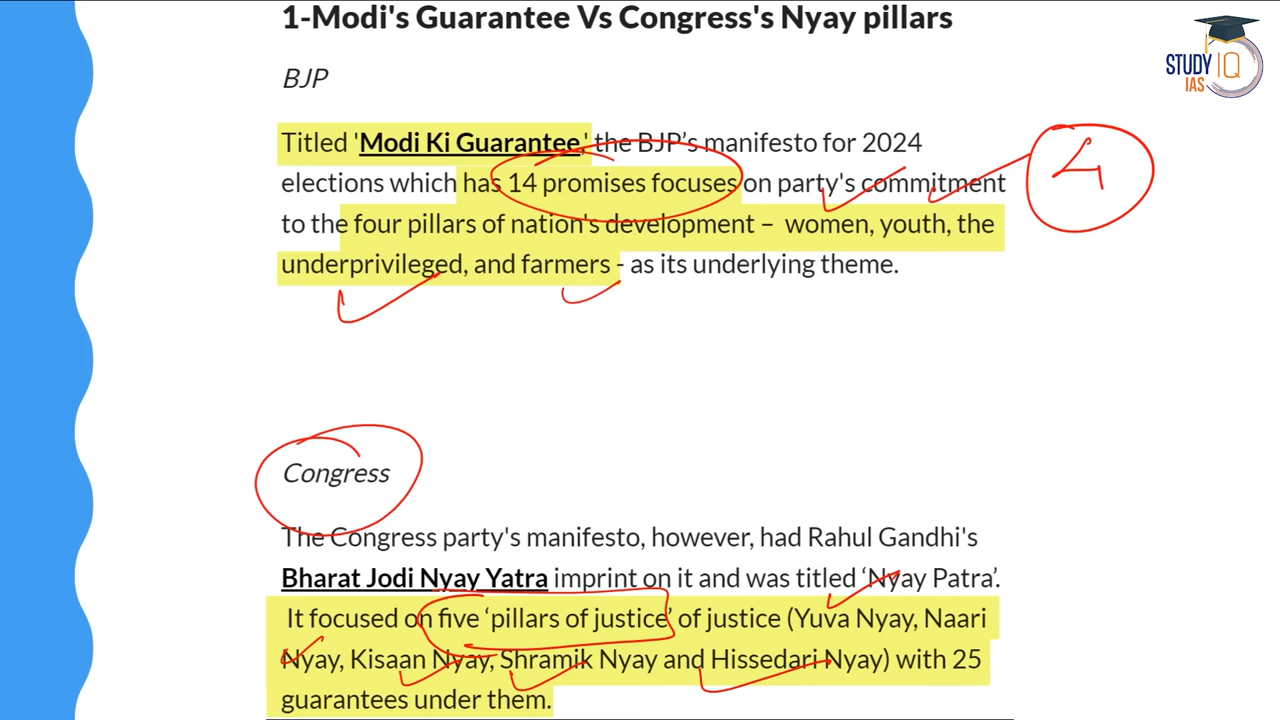 1-Modi's Guarantee Vs Congress's Nyay pillars
STUDY IQ
IAS
BJP
Titled 'Modi Ki Guarantee,' the BJP’s manifesto for 2024
elections which has 14 promises focuses on party's commitment
to the four pillars of nation's development – women, youth, the
underprivileged, and farmers - as its underlying theme.
4
Congress
The Congress party's manifesto, however, had Rahul Gandhi's
Bharat Jodi Nyay Yatra imprint on it and was titled ‘Nyay Patra’.
It focused on five ‘pillars of justice’ of justice (Yuva Nyay, Naari
Nyay, Kisaan Nyay, Shramik Nyay and Hissedari Nyay) with 25
guarantees under them.